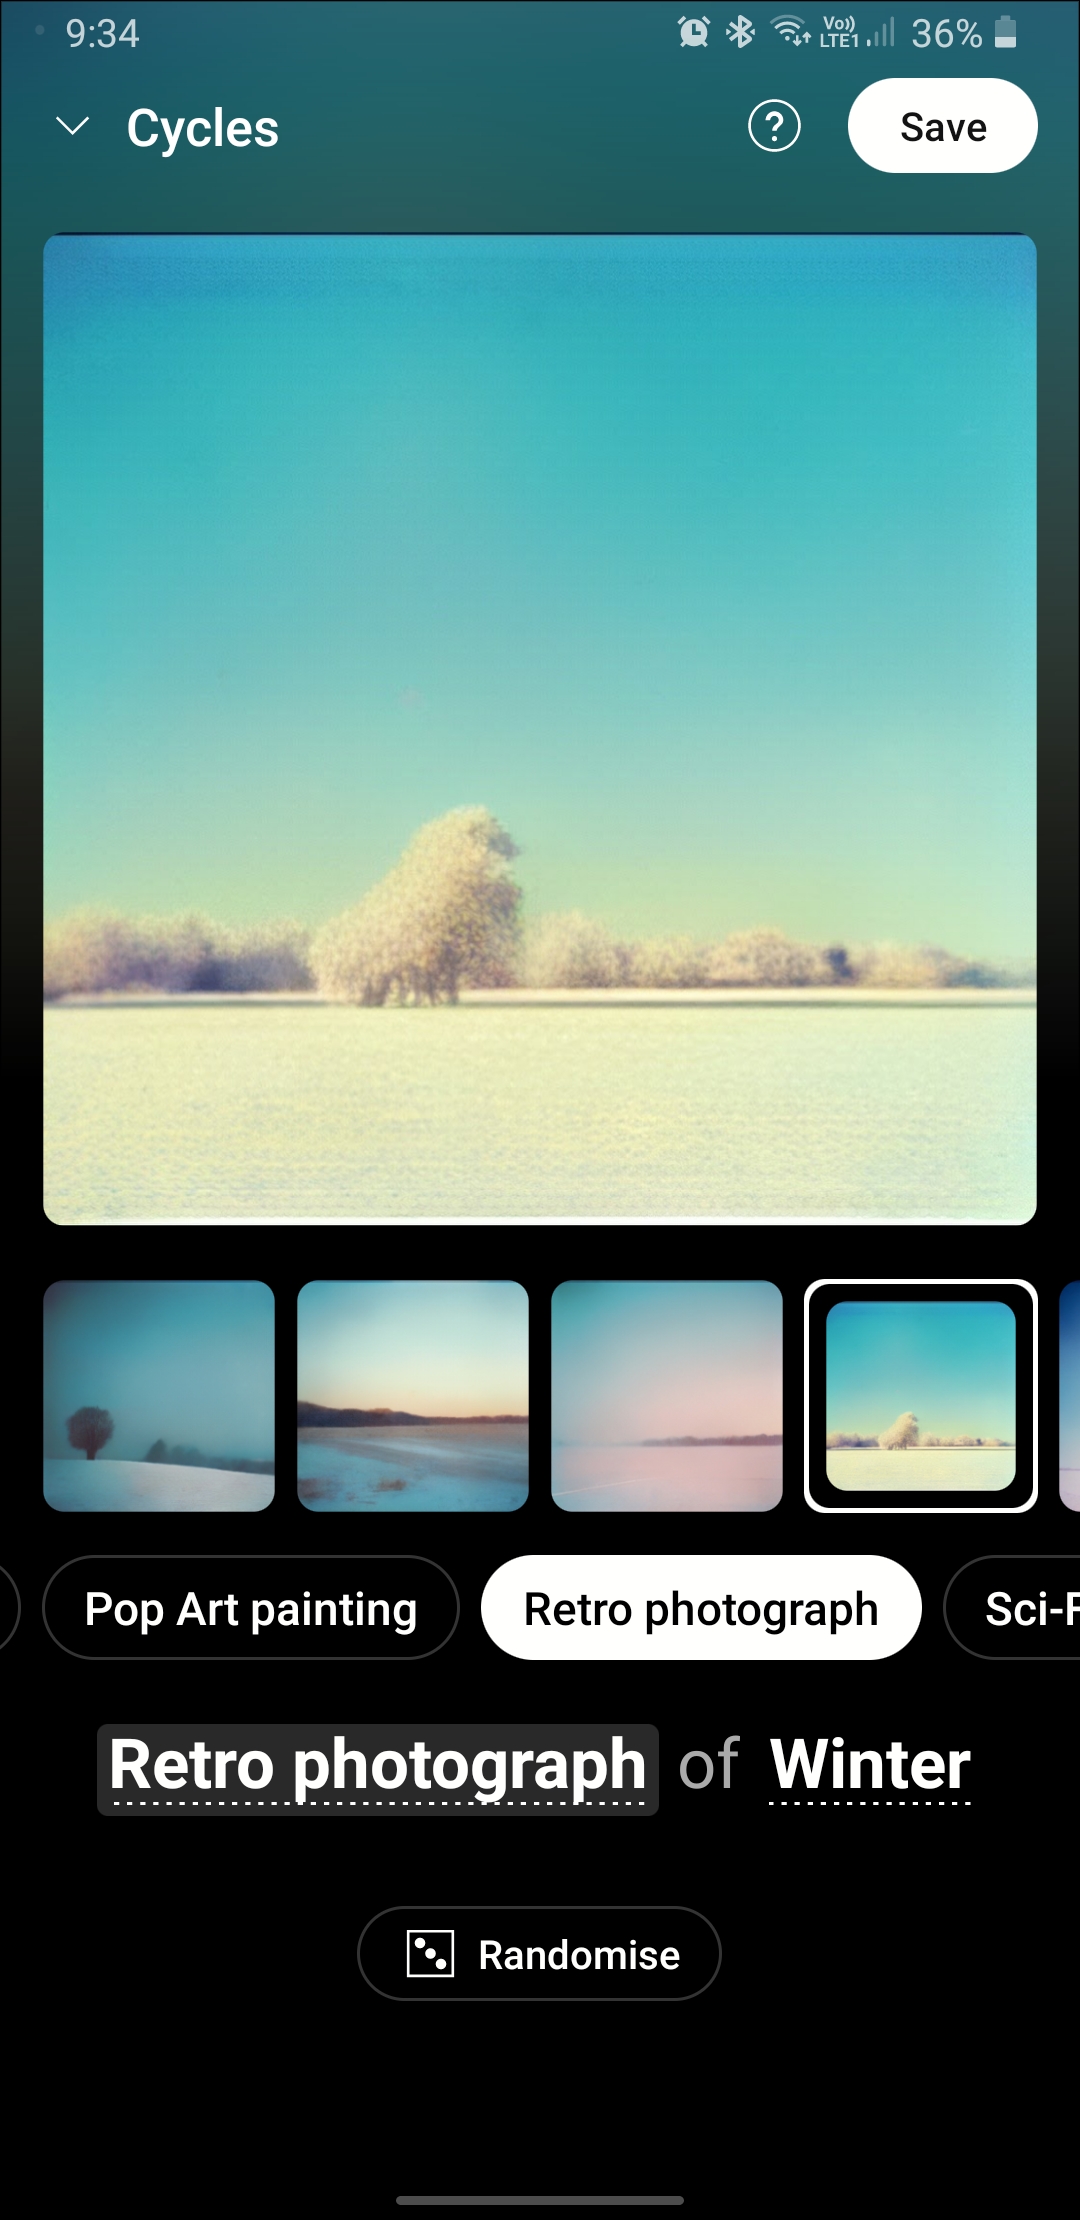 9:34 Vo)) LTE1 36%
Cycles ? Save
Pop Art painting Retro photograph Sci-F
Retro photograph of Winter
Randomise